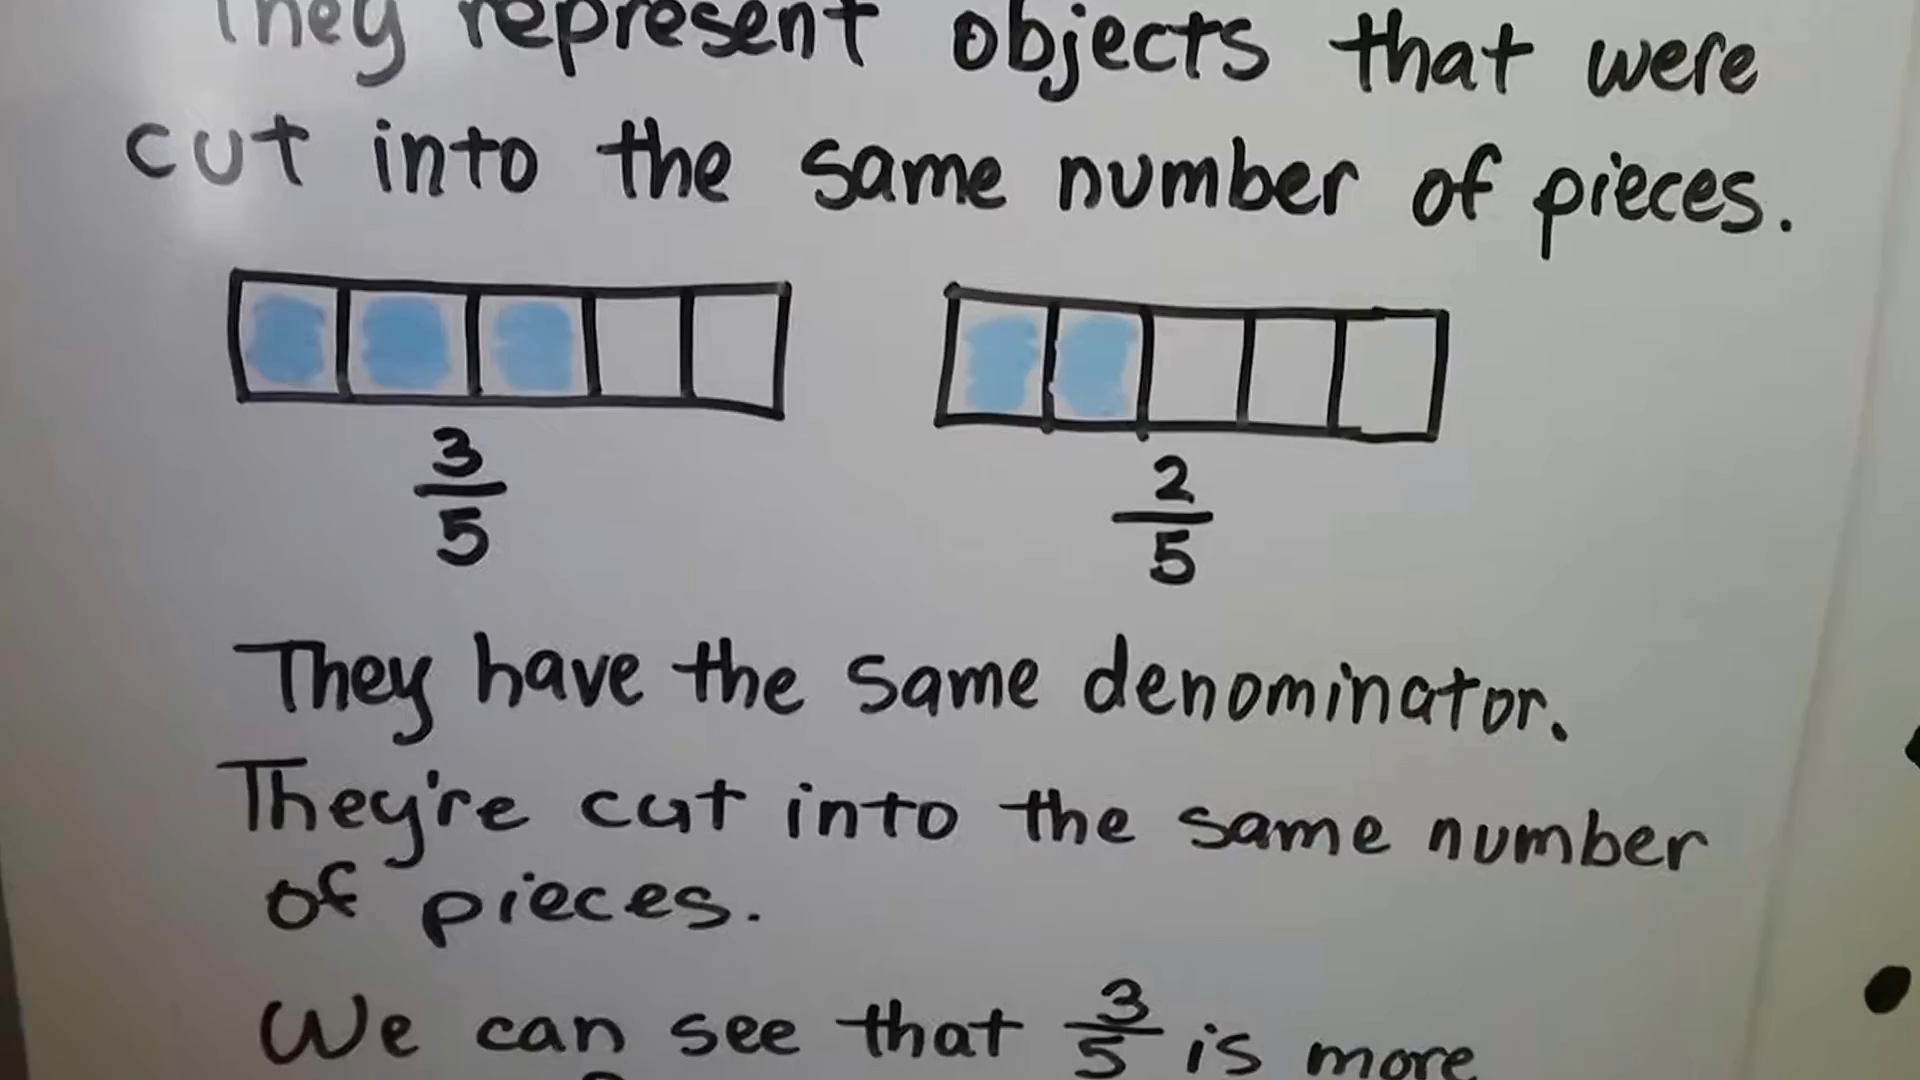 They represent objects that were
cut into the same number of pieces.
3/5 2/5
They have the same denominator.
They're cut into the same number
of pieces.
We can see that 3/5 is more